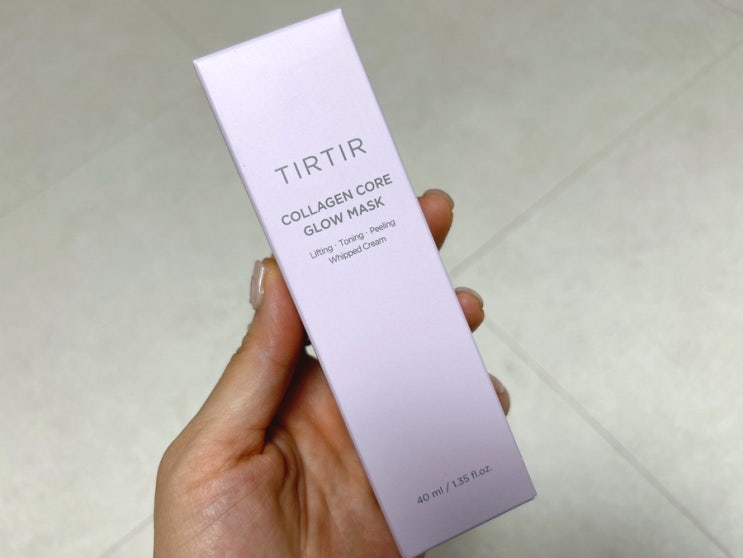 TIRTIR
COLLAGEN CORE
GLOW MASK
Lifting · Toning · Peeling
Whipped Cream
40 ml / 1.35 fl.oz.